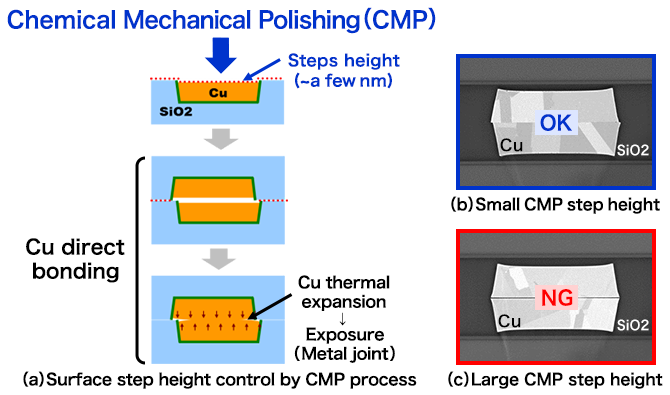 Chemical Mechanical Polishing(CMP)
Steps height
(~a few nm)
Cu
SiO2
Cu direct
bonding
Cu thermal
expansion
↓
Exposure
(Metal joint)
(a)Surface step height control by CMP process
OK
Cu
SiO2
(b)Small CMP step height
NG
Cu
SiO2
(c)Large CMP step height